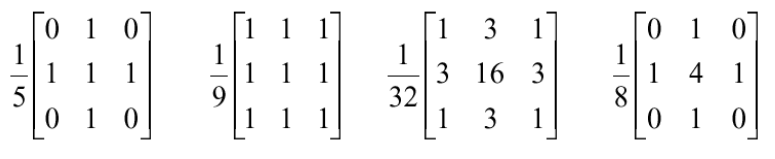 1/5 [0 1 0; 1 1 1; 0 1 0]
1/9 [1 1 1; 1 1 1; 1 1 1]
1/32 [1 3 1; 3 16 3; 1 3 1]
1/8 [0 1 0; 1 4 1; 0 1 0]